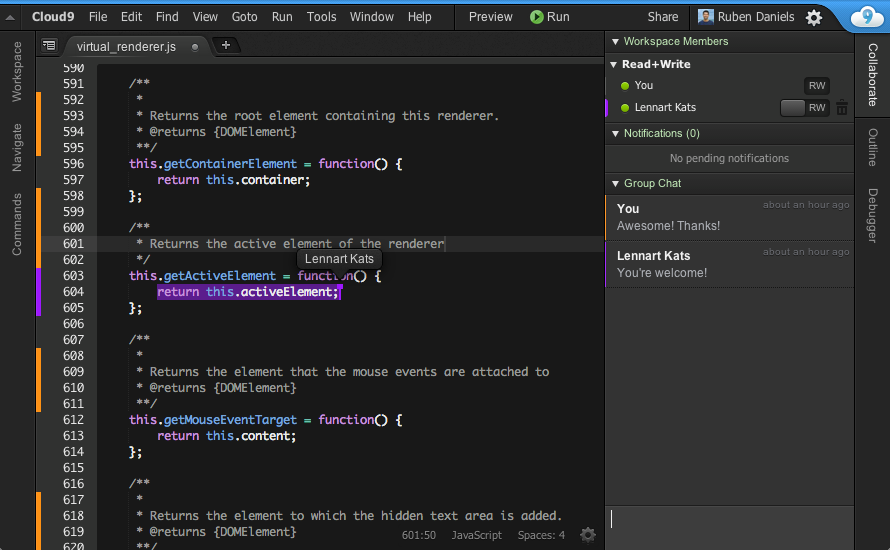 Cloud9 File Edit Find View Goto Run Tools Window Help Preview Run Share Ruben Daniels 9
Workspace
Navigate
Commands
virtual_renderer.js
590
591 /**
592 *
593 * Returns the root element containing this renderer.
594 * @returns {DOMElement}
595 **/
596 this.getContainerElement = function() {
597 return this.container;
598 };
599
600 /**
601 * Returns the active element of the renderer
602 */
Lennart Kats
603 this.getActiveElement = function() {
604 return this.activeElement;
605 };
606
607 /**
608 *
609 * Returns the element that the mouse events are attached to
610 * @returns {DOMElement}
611 **/
612 this.getMouseEventTarget = function() {
613 return this.content;
614 };
615
616 /**
617 *
618 * Returns the element to which the hidden text area is added.
619 * @returns {DOMElement}
620 **/
601:50 JavaScript Spaces: 4
Workspace Members
Read+Write
You RW
Lennart Kats RW
Notifications (0)
No pending notifications
Group Chat
You about an hour ago
Awesome! Thanks!
Lennart Kats about an hour ago
You're welcome!
Collaborate
Outline
Debugger